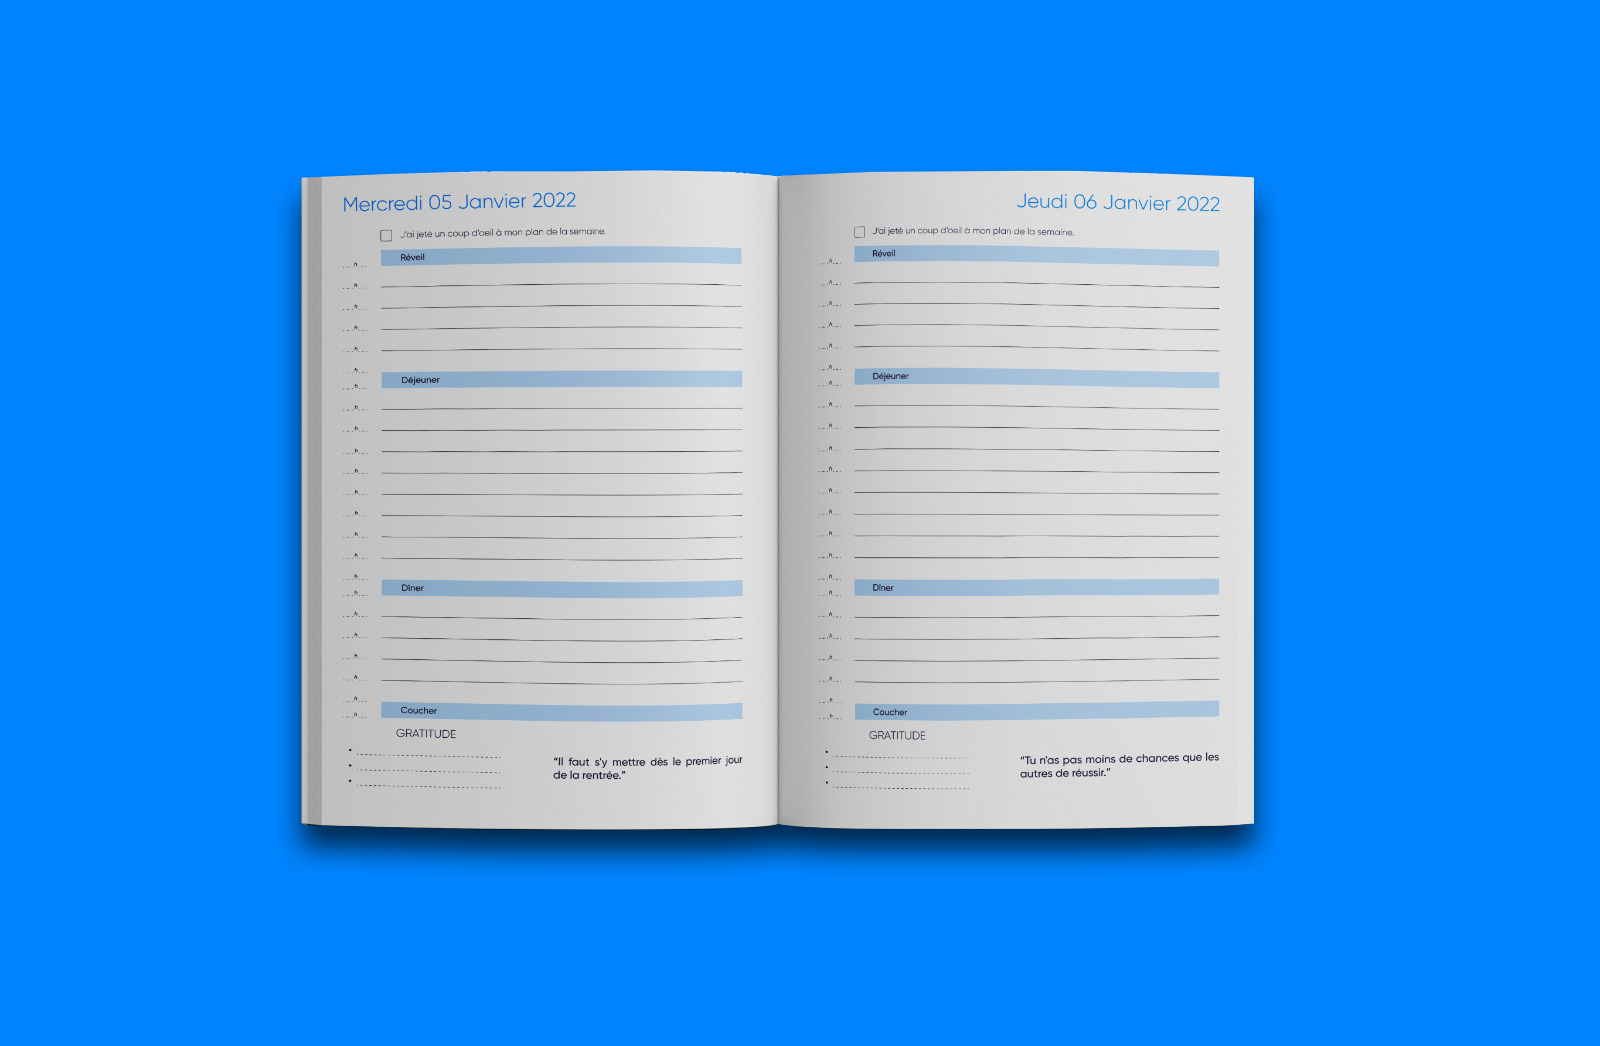 Mercredi 05 Janvier 2022
J'ai jeté un coup d'oeil à mon plan de la semaine.
Réveil
h
h
h
h
h
h
Déjeuner
h
h
h
h
h
h
h
h
h
h
Dîner
h
h
h
h
h
h
Coucher
h
GRATITUDE
“Il faut s'y mettre dès le premier jour
de la rentrée.”
Jeudi 06 Janvier 2022
J'ai jeté un coup d'oeil à mon plan de la semaine.
Réveil
h
h
h
h
h
h
Déjeuner
h
h
h
h
h
h
h
h
h
h
Dîner
h
h
h
h
h
h
Coucher
h
GRATITUDE
“Tu n'as pas moins de chances que les
autres de réussir.”